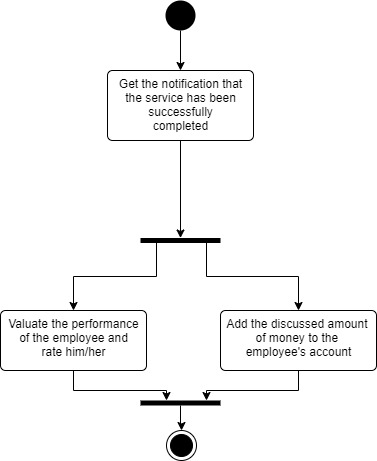 Get the notification that
the service has been
successfully
completed
Valuate the performance
of the employee and
rate him/her
Add the discussed amount
of money to the
employee's account